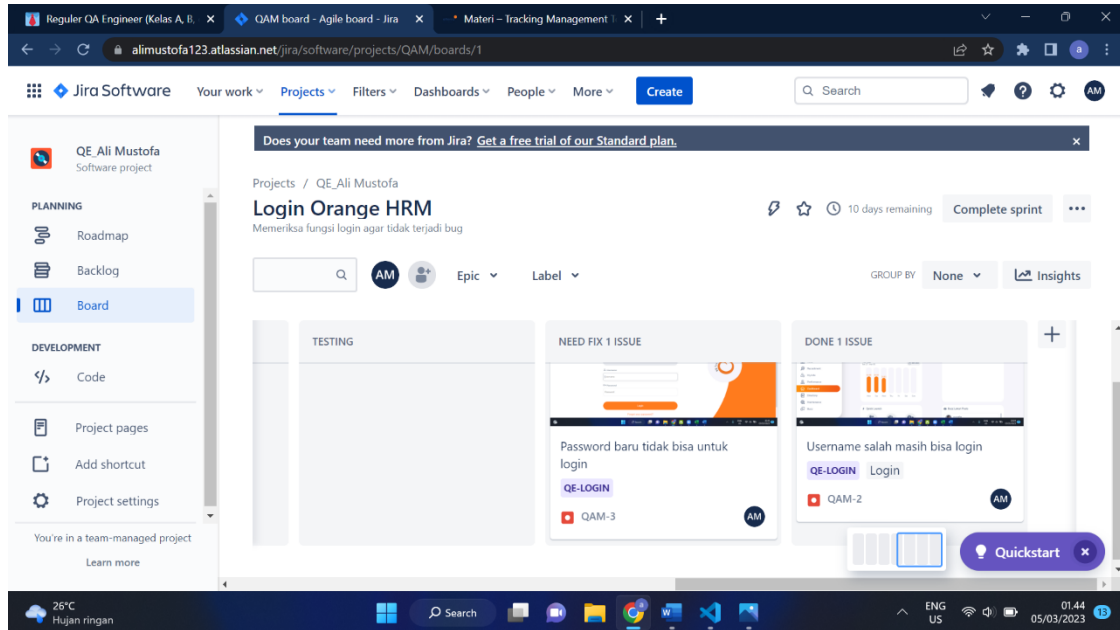 Reguler QA Engineer (Kelas A, B,
QAM board - Agile board - Jira
Materi – Tracking Management T
alimustofa123.atlassian.net/jira/software/projects/QAM/boards/1
a
Jira Software
Your work
Projects
Filters
Dashboards
People
More
Create
Search
AM
QE_Ali Mustofa
Software project
PLANNING
Roadmap
Backlog
Board
DEVELOPMENT
Code
Project pages
Add shortcut
Project settings
You're in a team-managed project
Learn more
Does your team need more from Jira? Get a free trial of our Standard plan.
Projects / QE_Ali Mustofa
Login Orange HRM
Memeriksa fungsi login agar tidak terjadi bug
10 days remaining
Complete sprint
AM
Epic
Label
GROUP BY
None
Insights
TESTING
NEED FIX 1 ISSUE
Password baru tidak bisa untuk
login
QE-LOGIN
QAM-3
AM
DONE 1 ISSUE
Username salah masih bisa login
QE-LOGIN
Login
QAM-2
AM
Quickstart
26°C
Hujan ringan
Search
ENG
US
01.44
05/03/2023
13